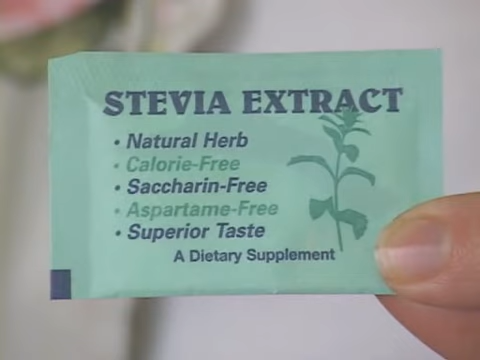 STEVIA EXTRACT
• Natural Herb
• Calorie-Free
• Saccharin-Free
• Aspartame-Free
• Superior Taste
A Dietary Supplement